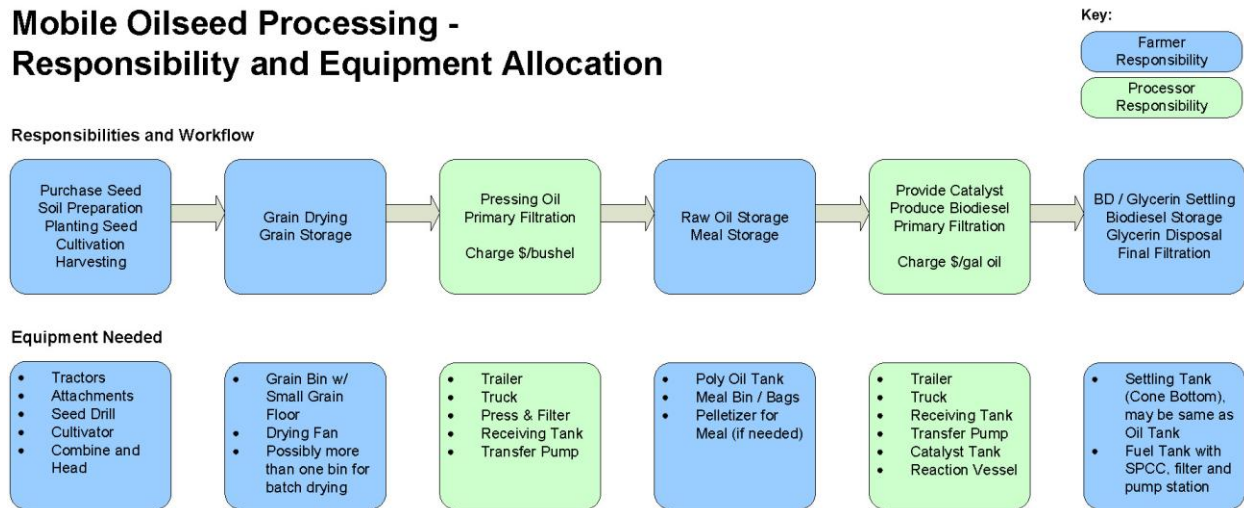 Mobile Oilseed Processing -
Responsibility and Equipment Allocation
Key:
Farmer
Responsibility
Processor
Responsibility
Responsibilities and Workflow
Purchase Seed
Soil Preparation
Planting Seed
Cultivation
Harvesting
Grain Drying
Grain Storage
Pressing Oil
Primary Filtration
Charge $/bushel
Raw Oil Storage
Meal Storage
Provide Catalyst
Produce Biodiesel
Primary Filtration
Charge $/gal oil
BD / Glycerin Settling
Biodiesel Storage
Glycerin Disposal
Final Filtration
Equipment Needed
• Tractors
• Attachments
• Seed Drill
• Cultivator
• Combine and
Head
• Grain Bin w/
Small Grain
Floor
• Drying Fan
• Possibly more
than one bin for
batch drying
• Trailer
• Truck
• Press & Filter
• Receiving Tank
• Transfer Pump
• Poly Oil Tank
• Meal Bin / Bags
• Pelletizer for
Meal (if needed)
• Trailer
• Truck
• Receiving Tank
• Transfer Pump
• Catalyst Tank
• Reaction Vessel
• Settling Tank
(Cone Bottom),
may be same as
Oil Tank
• Fuel Tank with
SPCC, filter and
pump station